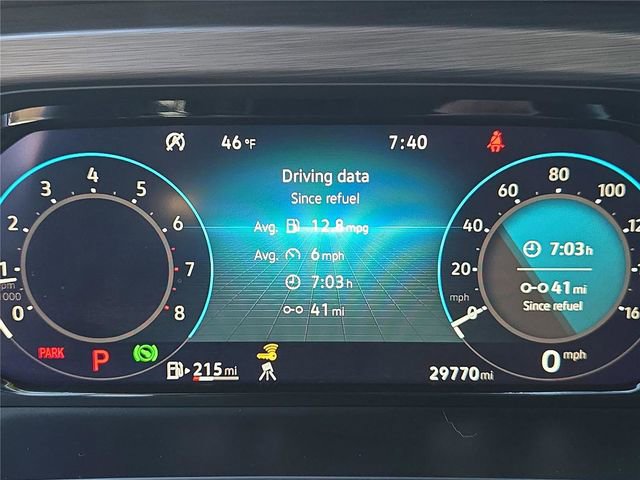 46 °F
7:40
Driving data
Since refuel
Avg. 12.8 mpg
Avg. 6 mph
7:03 h
41 mi
0 1 2 3 4 5 6 7 8
1000
0 20 40 60 80 100
mph
7:03 h
41 mi
Since refuel
0 mph
PARK
P
215 mi
29770 mi